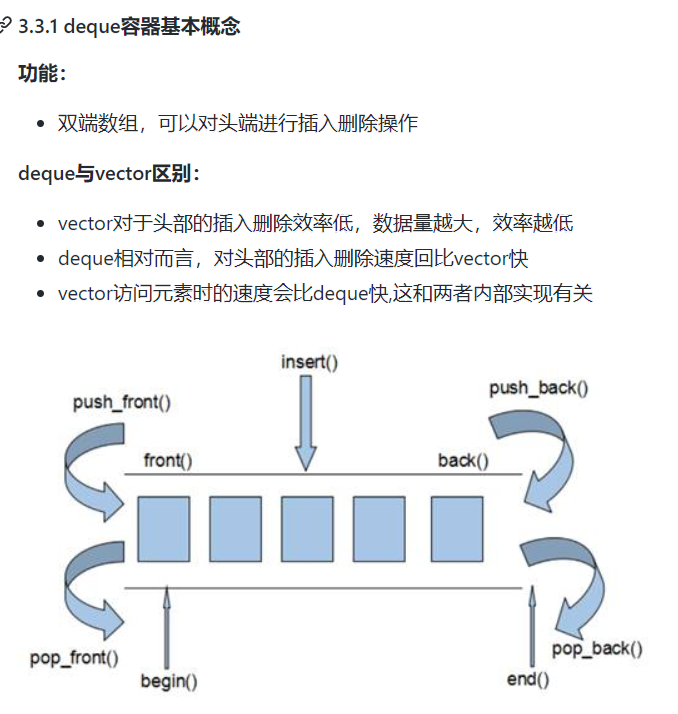 3.3.1 deque容器基本概念
功能：
双端数组，可以对头端进行插入删除操作
deque与vector区别：
vector对于头部的插入删除效率低，数据量越大，效率越低
deque相对而言，对头部的插入删除速度回比vector快
vector访问元素时的速度会比deque快,这和两者内部实现有关
insert()
push_front()
push_back()
front()
back()
pop_front()
begin()
end()
pop_back()